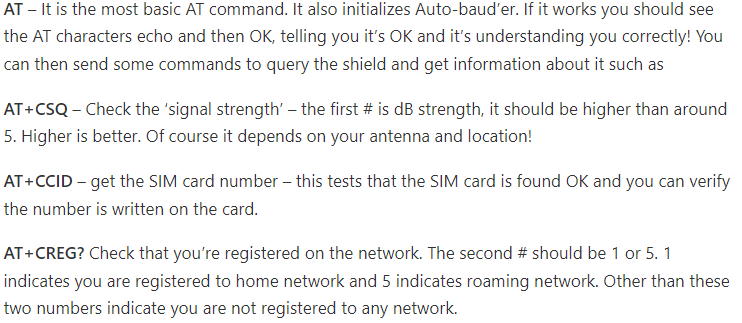 AT – It is the most basic AT command. It also initializes Auto-baud’er. If it works you should see
the AT characters echo and then OK, telling you it’s OK and it’s understanding you correctly! You
can then send some commands to query the shield and get information about it such as
AT+CSQ – Check the ‘signal strength’ – the first # is dB strength, it should be higher than around
5. Higher is better. Of course it depends on your antenna and location!
AT+CCID – get the SIM card number – this tests that the SIM card is found OK and you can verify
the number is written on the card.
AT+CREG? Check that you’re registered on the network. The second # should be 1 or 5. 1
indicates you are registered to home network and 5 indicates roaming network. Other than these
two numbers indicate you are not registered to any network.